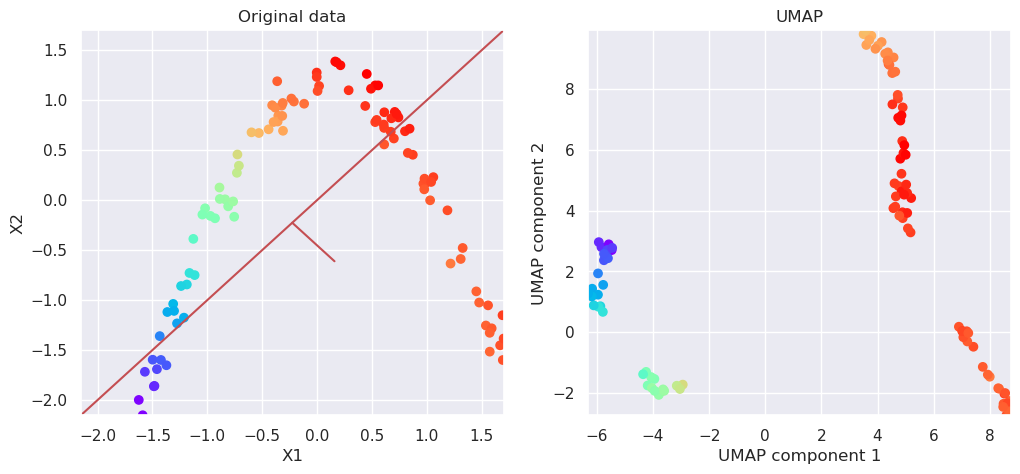 Original data
1.5
1.0
0.5
0.0
−0.5
−1.0
−1.5
−2.0
X2
−2.0 −1.5 −1.0 −0.5 0.0 0.5 1.0 1.5
X1
UMAP
8
6
4
2
0
−2
UMAP component 2
−6 −4 −2 0 2 4 6 8
UMAP component 1